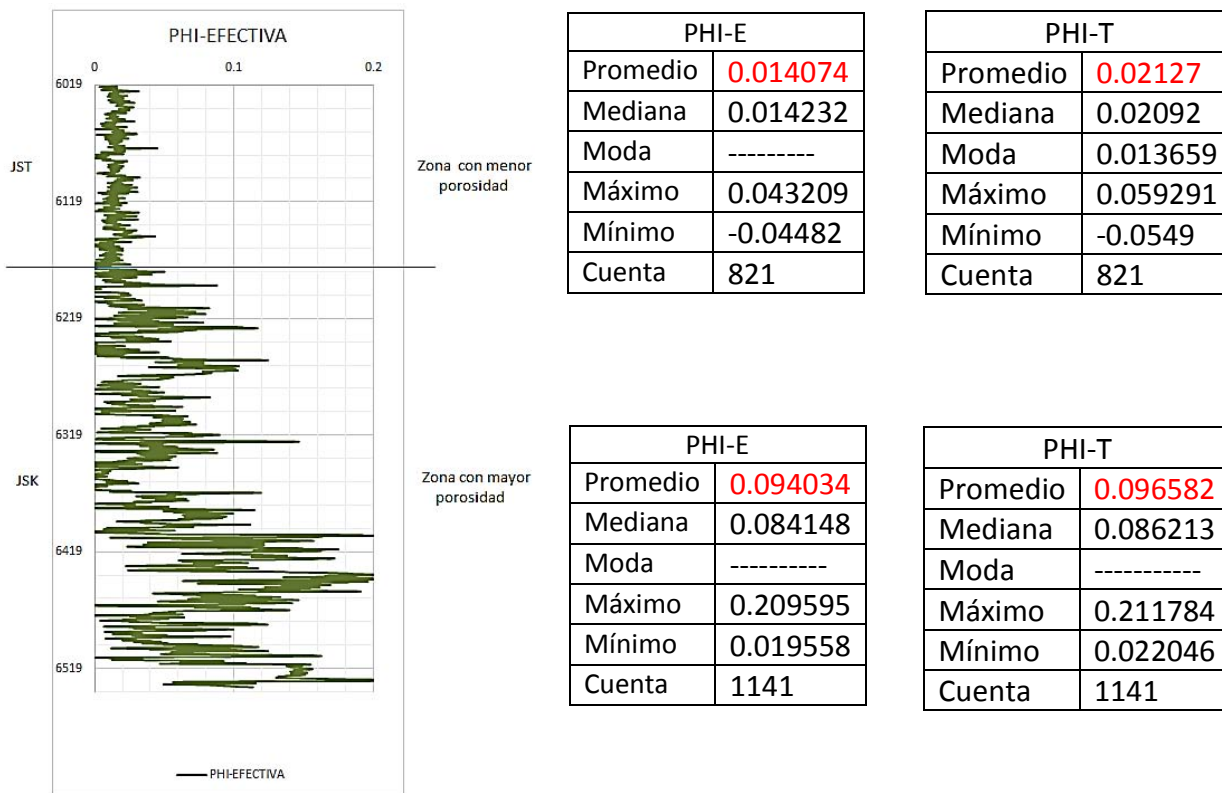 PHI-EFECTIVA
0 0.1 0.2
6019
JST
Zona con menor
porosidad
6119
6219
6319
JSK
Zona con mayor
porosidad
6419
6519
PHI-EFECTIVA
PHI-E
Promedio 0.014074
Mediana 0.014232
Moda ---------
Máximo 0.043209
Mínimo -0.04482
Cuenta 821
PHI-T
Promedio 0.02127
Mediana 0.02092
Moda 0.013659
Máximo 0.059291
Mínimo -0.0549
Cuenta 821
PHI-E
Promedio 0.094034
Mediana 0.084148
Moda ----------
Máximo 0.209595
Mínimo 0.019558
Cuenta 1141
PHI-T
Promedio 0.096582
Mediana 0.086213
Moda -----------
Máximo 0.211784
Mínimo 0.022046
Cuenta 1141